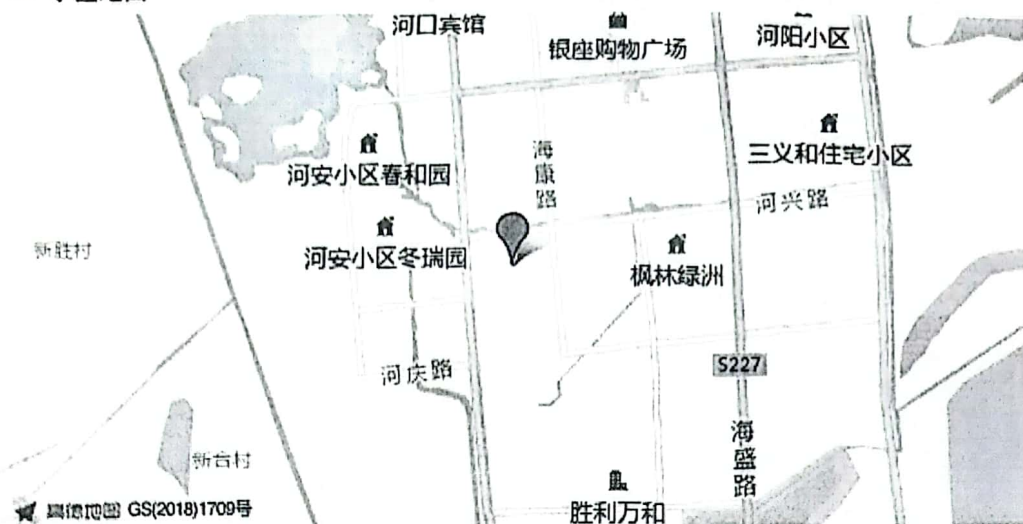 河口宾馆
银座购物广场
河阳小区
海康路
三义和住宅小区
河安小区春和园
河兴路
新胜村
河安小区冬瑞园
枫林绿洲
S227
河庆路
海盛路
新合村
胜利万和
高德地图 GS(2018)1709号